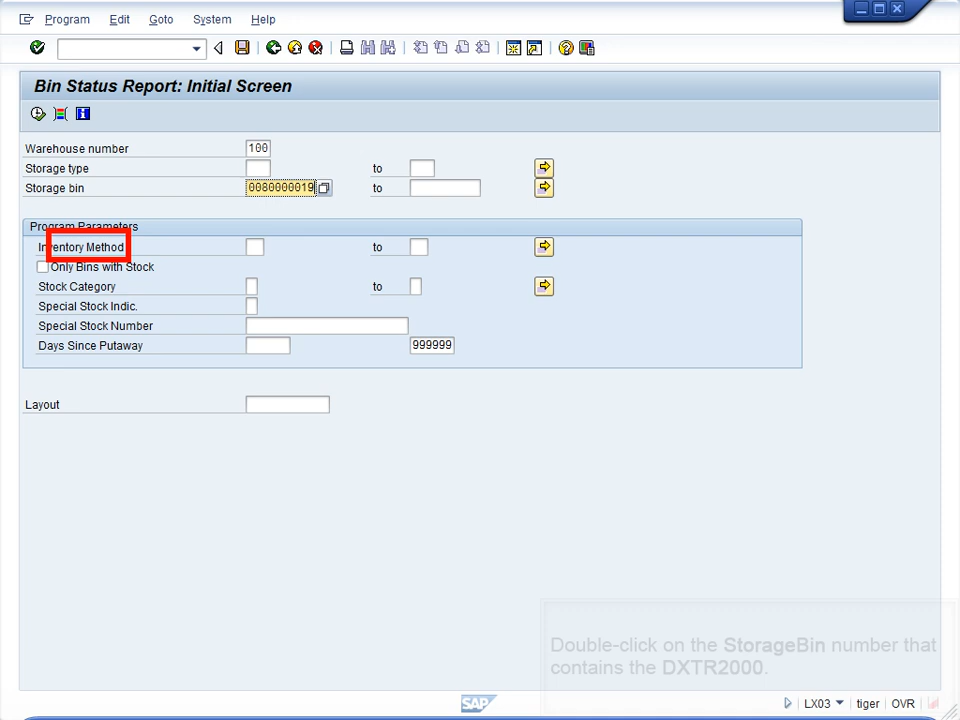 Program Edit Goto System Help
Bin Status Report: Initial Screen
Warehouse number 100
Storage type to
Storage bin 0080000019 to
Program Parameters
Inventory Method to
Only Bins with Stock
Stock Category to
Special Stock Indic.
Special Stock Number
Days Since Putaway 999999
Layout
Double-click on the StorageBin number that
contains the DXTR2000.
SAP LX03 tiger OVR